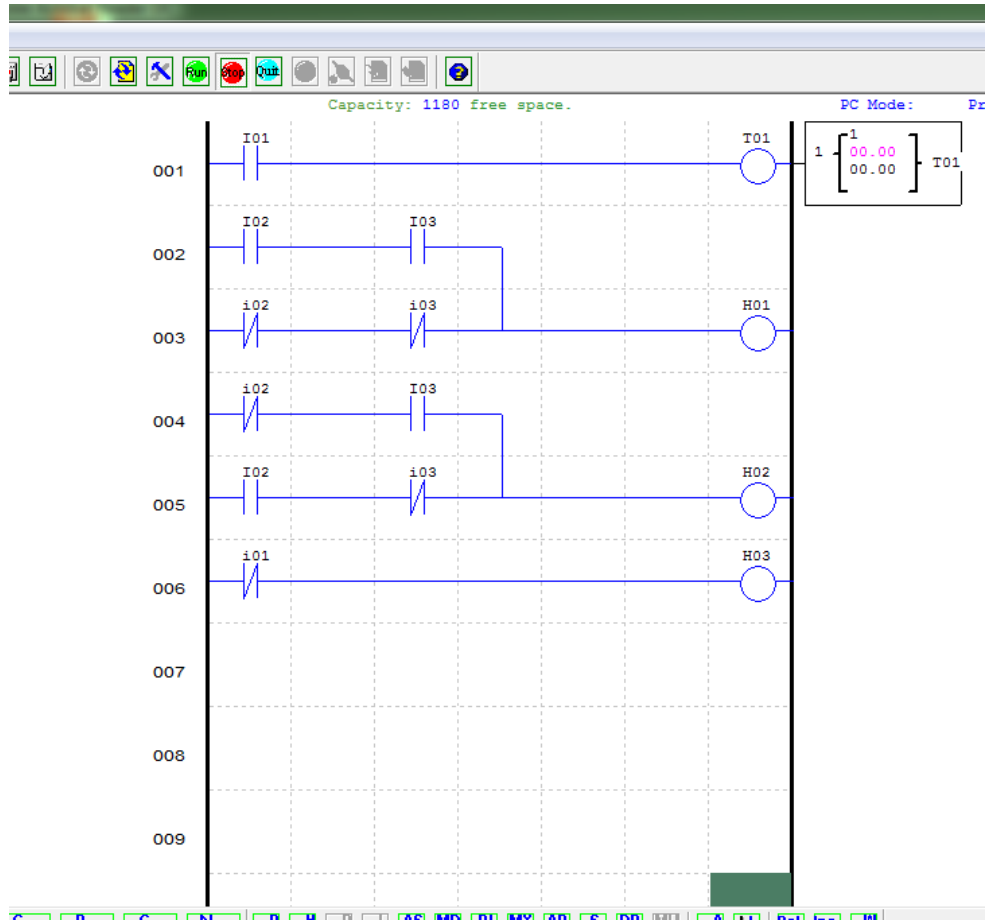 Run Stop Quit
Capacity: 1180 free space. PC Mode:
I01 T01
001
1
1 00.00
00.00
T01
I02 I03
002
i02 i03 H01
003
i02 I03
004
I02 i03 H02
005
i01 H03
006
007
008
009
AS MD PI MX AR S DR MU